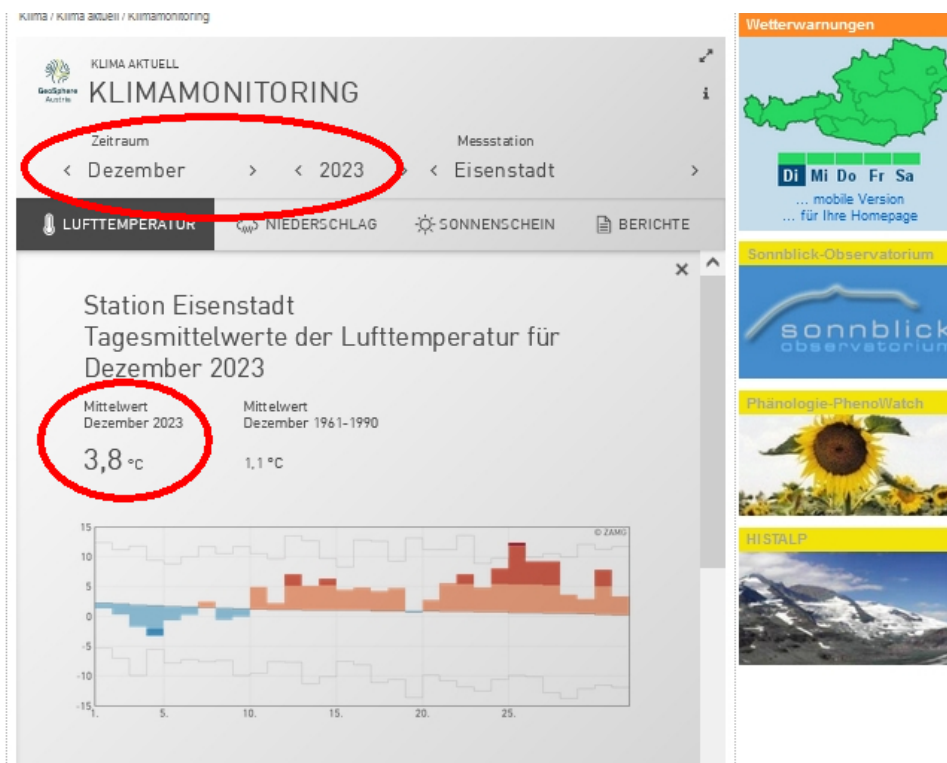 Klima / Klima aktuell / Klimamonitoring
GeoSphere
Austria
KLIMA AKTUELL
KLIMAMONITORING
i
Zeitraum
Messstation
< Dezember > < 2023 > < Eisenstadt >
LUFTTEMPERATUR NIEDERSCHLAG SONNENSCHEIN BERICHTE
Station Eisenstadt
Tagesmittelwerte der Lufttemperatur für
Dezember 2023
Mittelwert
Dezember 2023
3,8 °C
Mittelwert
Dezember 1961-1990
1,1 °C
© ZAMG
15
10
5
0
-5
-10
-15
1. 5. 10. 15. 20. 25.
Wetterwarnungen
Di Mi Do Fr Sa
... mobile Version
... für Ihre Homepage
Sonnblick-Observatorium
sonnblick
observatorium
Phänologie-PhenoWatch
HISTALP